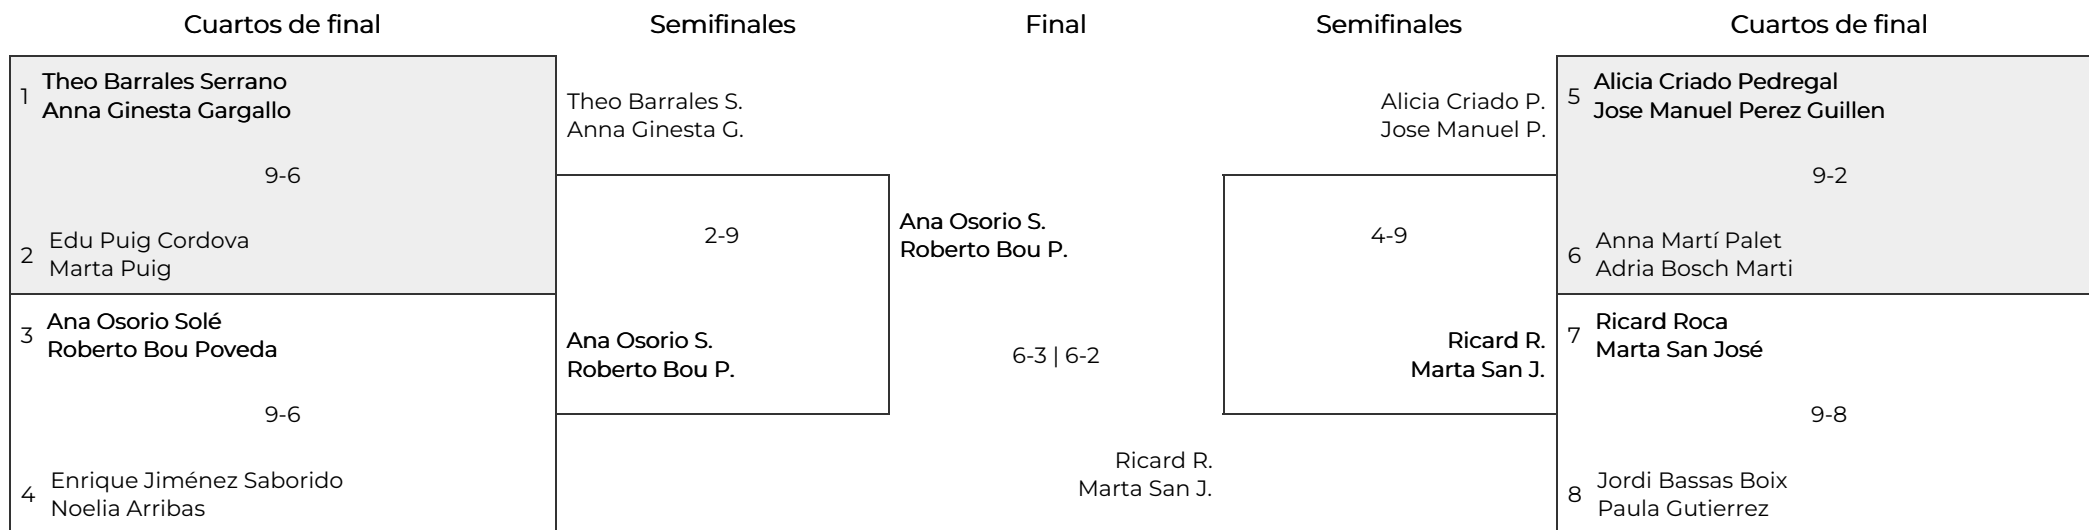 Cuartos de final
Semifinales
Final
Semifinales
Cuartos de final
1
Theo Barrales Serrano
Anna Ginesta Gargallo
9-6
2
Edu Puig Cordova
Marta Puig
3
Ana Osorio Solé
Roberto Bou Poveda
9-6
4
Enrique Jiménez Saborido
Noelia Arribas
Theo Barrales S.
Anna Ginesta G.
2-9
Ana Osorio S.
Roberto Bou P.
Ana Osorio S.
Roberto Bou P.
6-3 | 6-2
Ricard R.
Marta San J.
Alicia Criado P.
Jose Manuel P.
4-9
Ricard R.
Marta San J.
5
Alicia Criado Pedregal
Jose Manuel Perez Guillen
9-2
6
Anna Martí Palet
Adria Bosch Marti
7
Ricard Roca
Marta San José
9-8
8
Jordi Bassas Boix
Paula Gutierrez